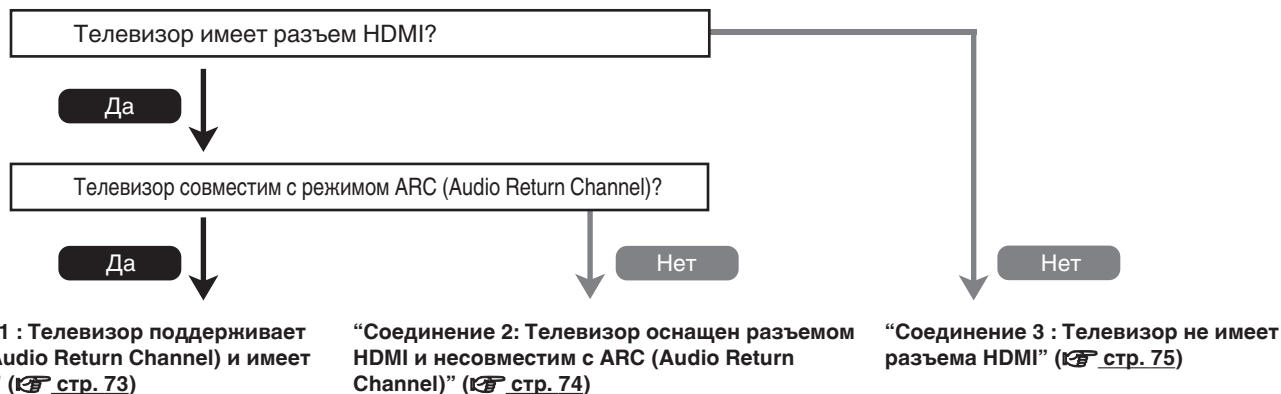 Телевизор имеет разъем HDMI?
Да
Телевизор совместим с режимом ARC (Audio Return Channel)?
Да
Нет
Нет
1 : Телевизор поддерживает
Audio Return Channel) и имеет
” (☞ стр. 73)
“Соединение 2: Телевизор оснащен разъемом
HDMI и несовместим с ARC (Audio Return
Channel)” (☞ стр. 74)
“Соединение 3 : Телевизор не имеет
разъема HDMI” (☞ стр. 75)